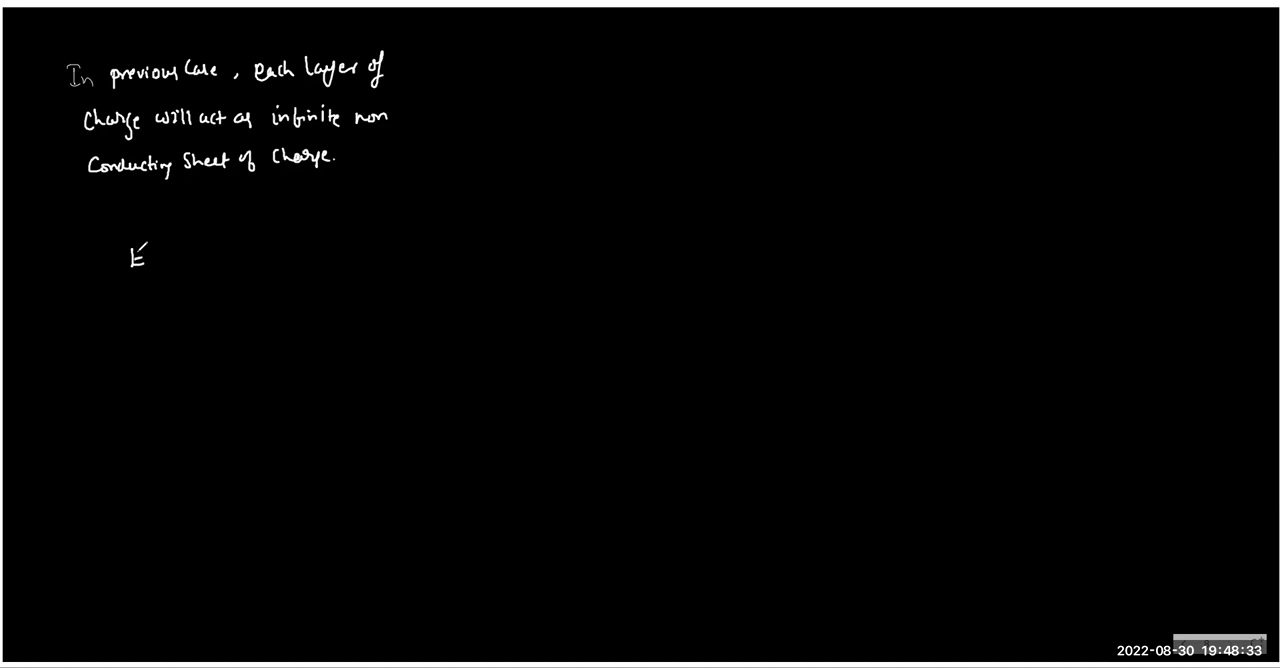 In previous Case, each layer of
Charge will act as infinite non
Conducting Sheet of Charge.
E
2022-08-30 19:48:33